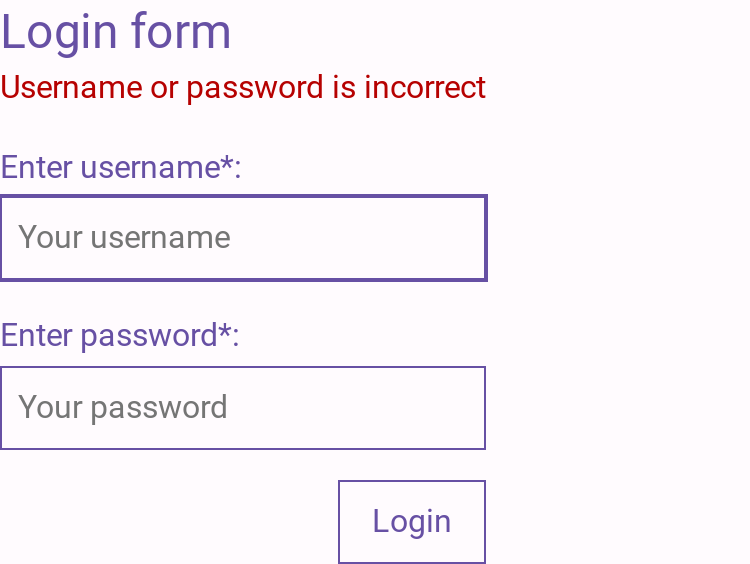 Login form
Username or password is incorrect
Enter username*:
Your username
Enter password*:
Your password
Login